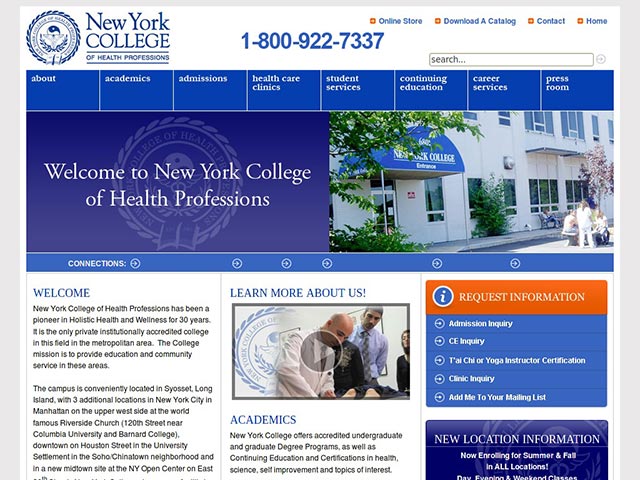 New York
COLLEGE
OF HEALTH PROFESSIONS
Online Store
Download A Catalog
Contact
Home
1-800-922-7337
search...
about
academics
admissions
health care
clinics
student
services
continuing
education
career
services
press
room
Welcome to New York College
of Health Professions
NEW YORK COLLEGE
Entrance
CONNECTIONS:
WELCOME
New York College of Health Professions has been a
pioneer in Holistic Health and Wellness for 30 years.
It is the only private institutionally accredited college
in this field in the metropolitan area. The College
mission is to provide education and community
service in these areas.
The campus is conveniently located in Syosset, Long
Island, with 3 additional locations in New York City in
Manhattan on the upper west side at the world
famous Riverside Church (120th Street near
Columbia University and Barnard College),
downtown on Houston Street in the University
Settlement in the Soho/Chinatown neighborhood and
in a new midtown site at the NY Open Center on East
LEARN MORE ABOUT US!
ACADEMICS
New York College offers accredited undergraduate
and graduate Degree Programs, as well as
Continuing Education and Certifications in health,
science, self improvement and topics of interest.
REQUEST INFORMATION
Admission Inquiry
CE Inquiry
T'ai Chi or Yoga Instructor Certification
Clinic Inquiry
Add Me To Your Mailing List
NEW LOCATION INFORMATION
Now Enrolling for Summer & Fall
in ALL Locations!
Day, Evening & Weekend Classes